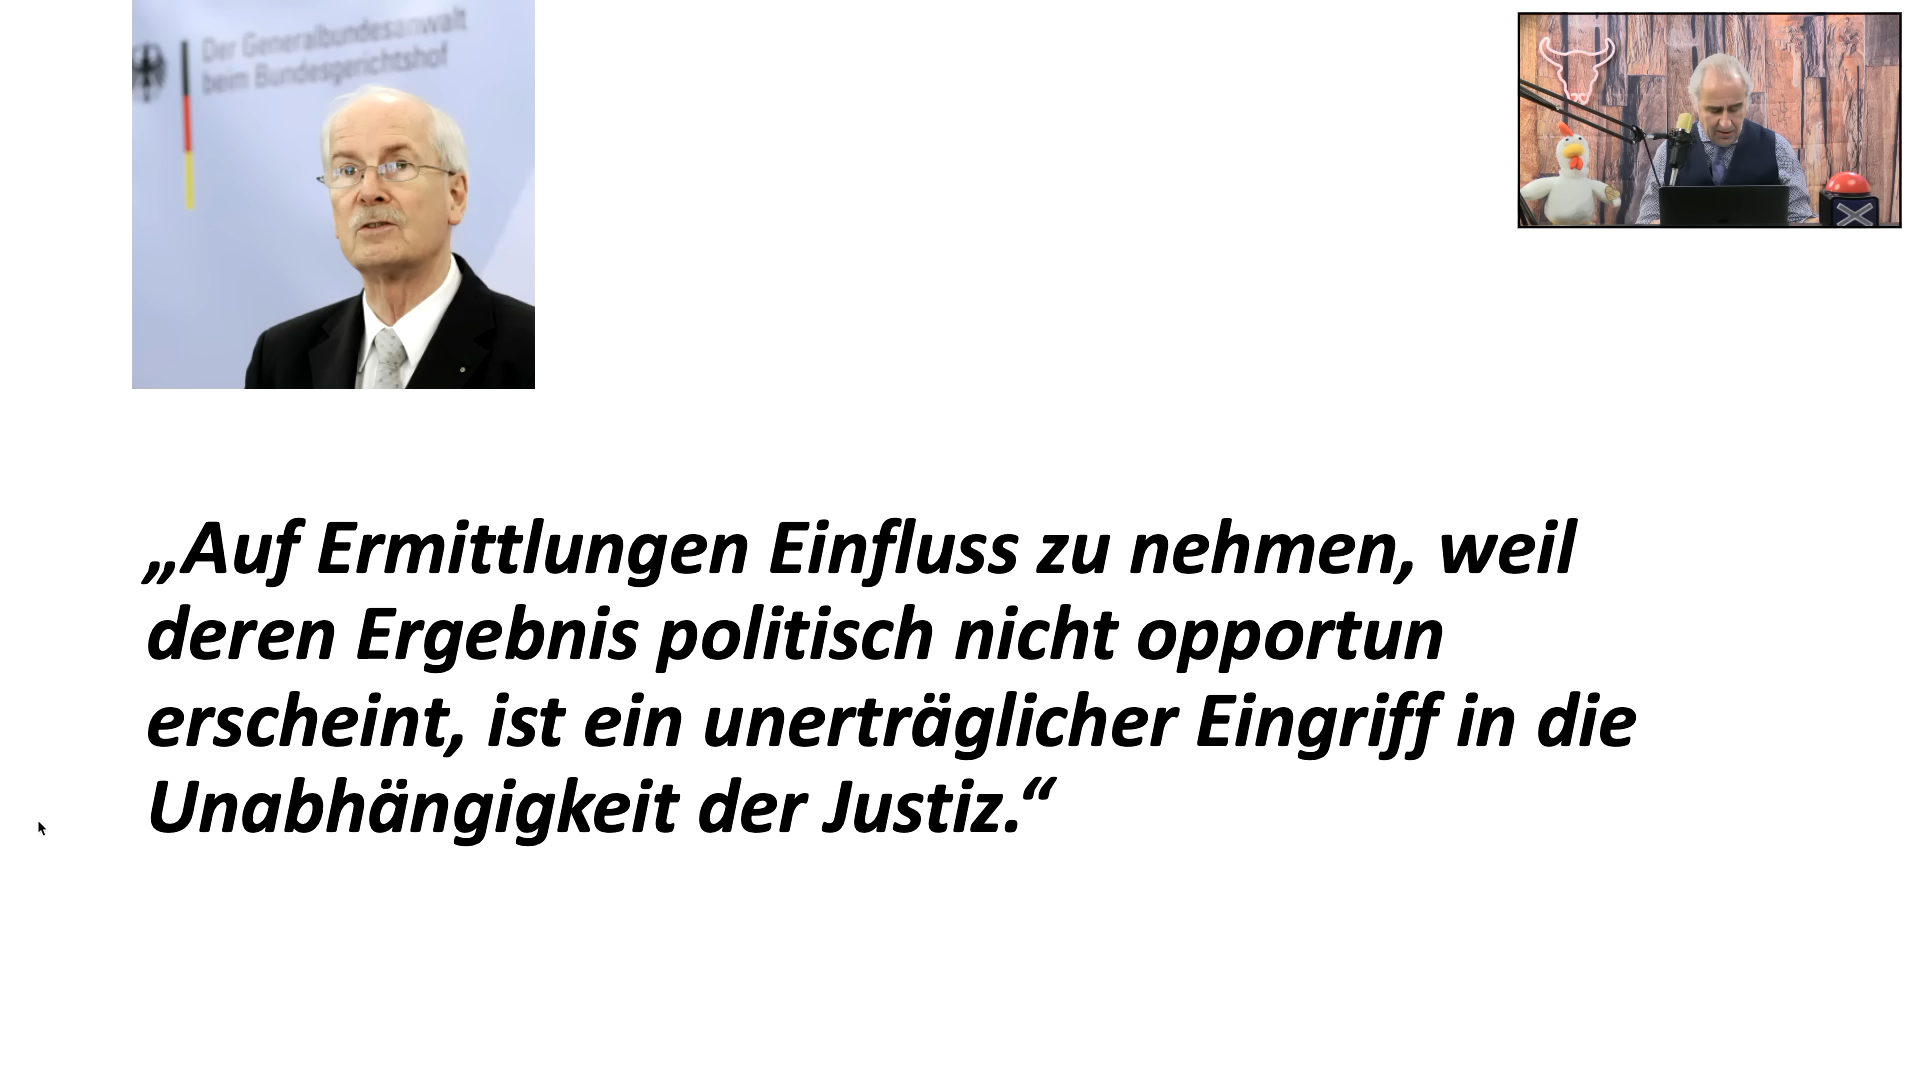 Der Generalbundesanwalt
beim Bundesgerichtshof
„Auf Ermittlungen Einfluss zu nehmen, weil
deren Ergebnis politisch nicht opportun
erscheint, ist ein unerträglicher Eingriff in die
Unabhängigkeit der Justiz.“